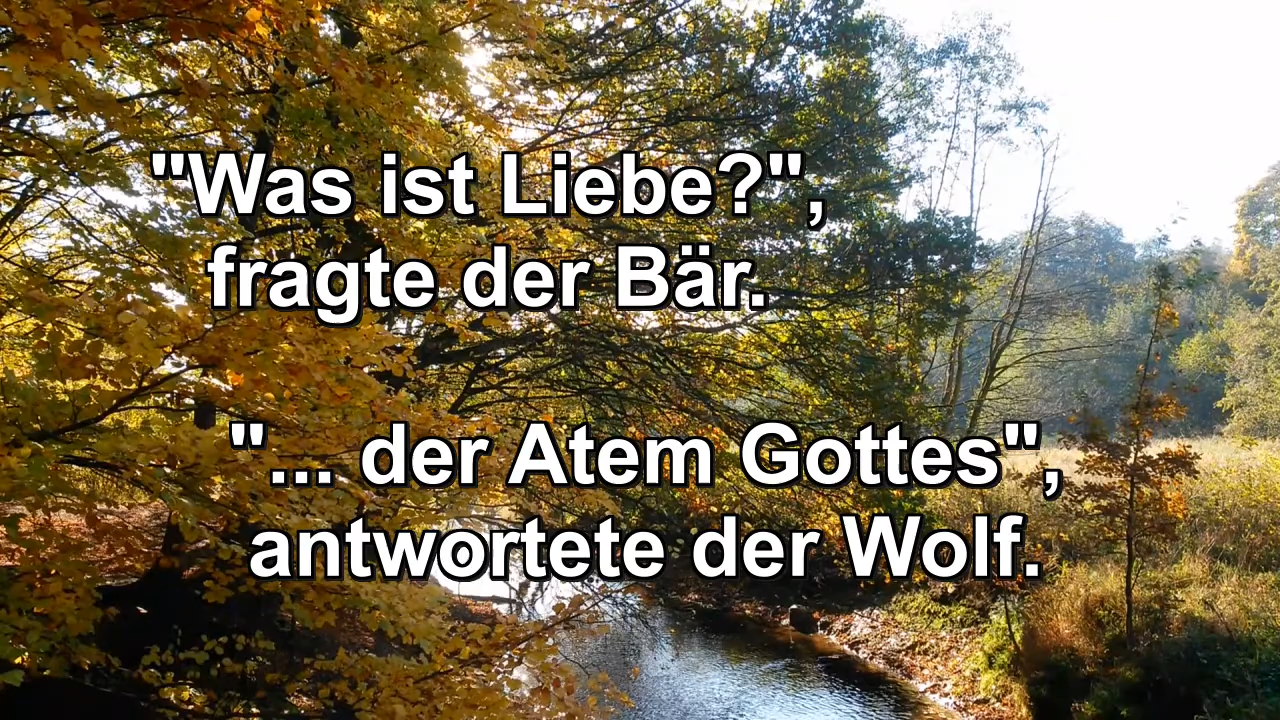 "Was ist Liebe?",
fragte der Bär.
"... der Atem Gottes",
antwortete der Wolf.